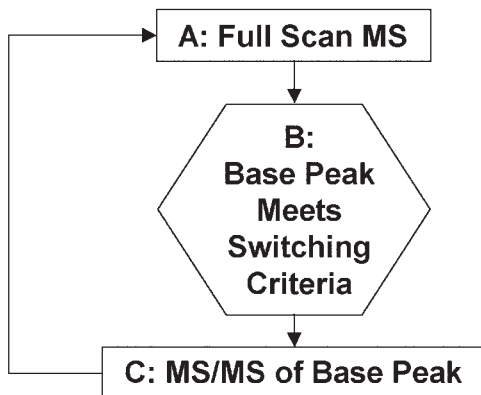 A: Full Scan MS
B:
Base Peak
Meets
Switching
Criteria
C: MS/MS of Base Peak